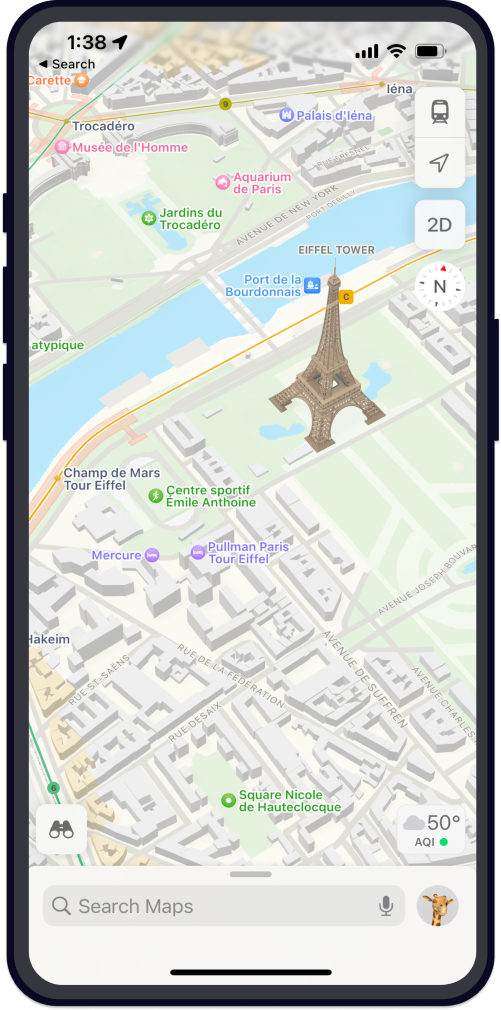 1:38
Search
Carette
9
Iéna
Trocadéro
Palais d'Iéna
Musée de l'Homme
RUE FRESNEL
Aquarium
de Paris
2D
AVENUE DE NEW YORK
PORT DEBILLY
Jardins du
Trocadéro
EIFFEL TOWER
N
Port de la
Bourdonnais
C
atypique
Champ de Mars
Tour Eiffel
Centre sportif
Émile Anthoine
Mercure
Pullman Paris
Tour Eiffel
AVENUE JOSEPH BOUVAR
Hakeim
RUE ST-SAËNS
RUE DE LA FÉDÉRATION
AVENUE DE SUFFREN
AVENUE CHARLES
RUE DESAIX
6
Square Nicole
de Hauteclocque
50°
AQI
Search Maps